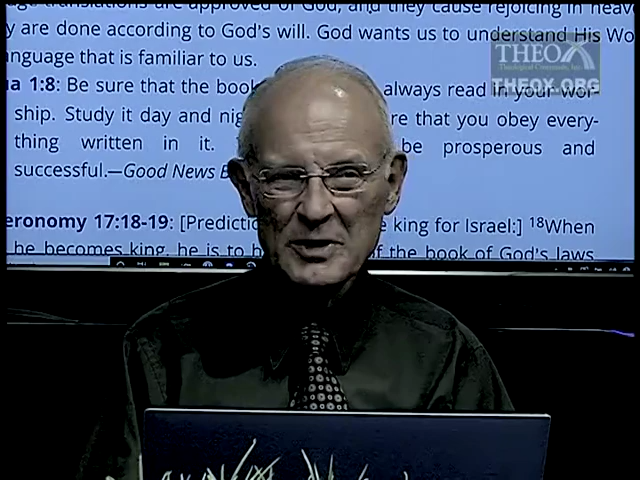 translations are approved of God, and they cause rejoicing in heav
y are done according to God's will. God wants us to understand His Wo
nguage that is familiar to us.
THEO
THEOX.ORG
ua 1:8: Be sure that the book always read in your wor-
ship. Study it day and nig re that you obey every-
thing written in it. be prosperous and
successful.—Good News B
eronomy 17:18-19: [Predictic e king for Israel:] 18When
he becomes king, he is to b f the book of God's laws